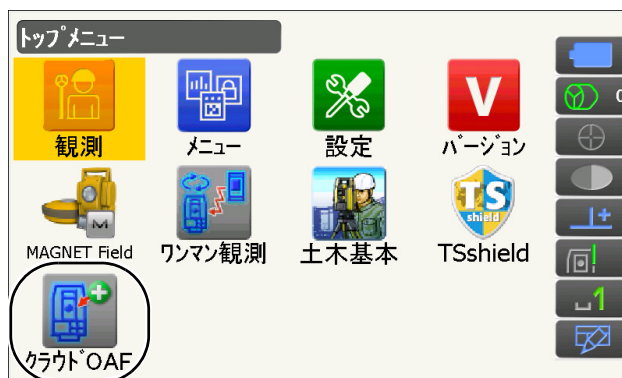 トップメニュー
観測
メニュー
設定
V
バージョン
M
MAGNET Field
ワンマン観測
土木基本
TS
shield
TSshield
クラウドOAF
1